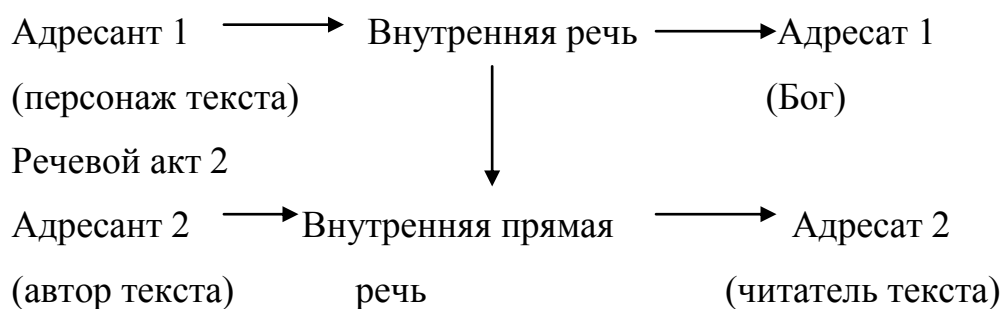 Адресант 1 Внутренняя речь Адресат 1
(персонаж текста) (Бог)
Речевой акт 2
Адресант 2 Внутренняя прямая Адресат 2
(автор текста) речь (читатель текста)